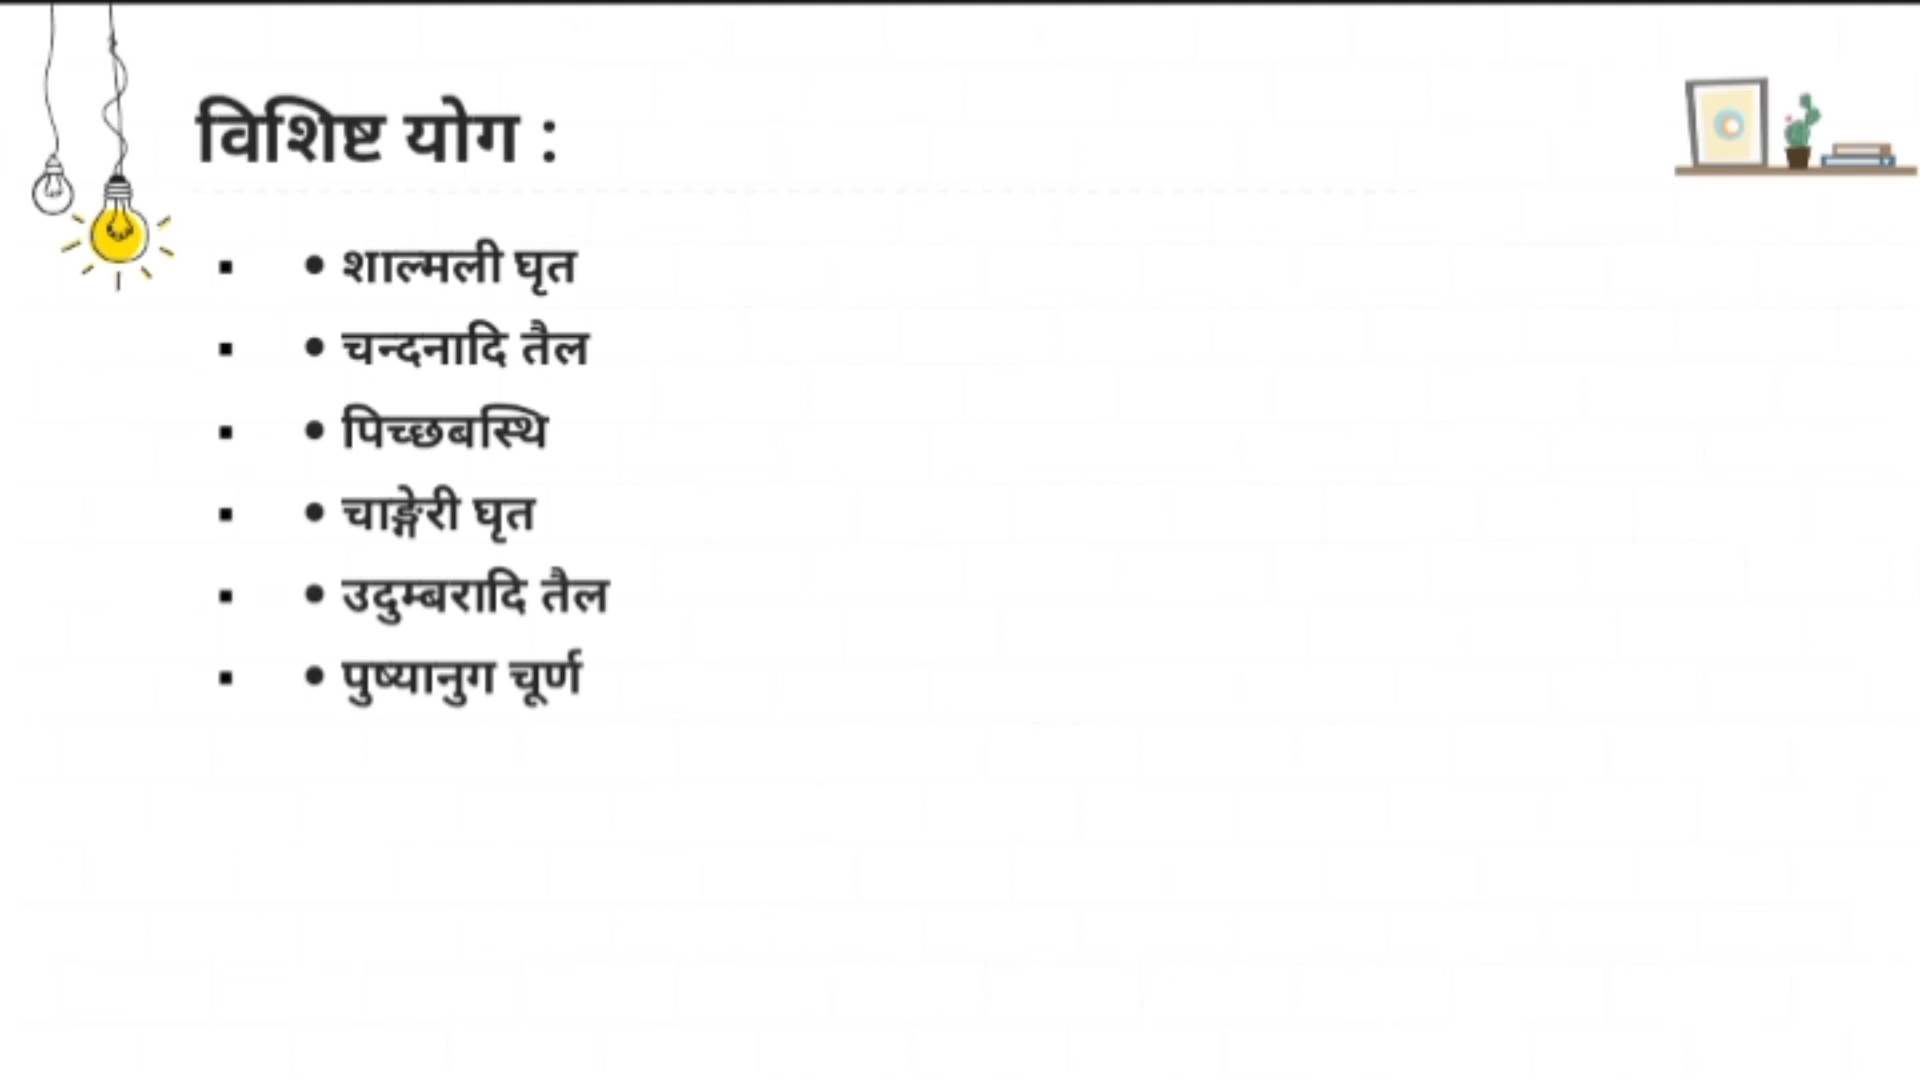 विशिष्ट योग :
▪ • शाल्मली घृत
▪ • चन्दनादि तैल
▪ • पिच्छबस्थि
▪ • चाङ्गेरी घृत
▪ • उदुम्बरादि तैल
▪ • पुष्यानुग चूर्ण